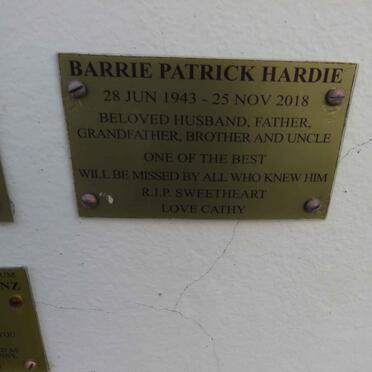 BARRIE PATRICK HARDIE
28 JUN 1943 - 25 NOV 2018
BELOVED HUSBAND, FATHER,
GRANDFATHER, BROTHER AND UNCLE
ONE OF THE BEST
WILL BE MISSED BY ALL WHO KNEW HIM
R.I.P. SWEETHEART
LOVE CATHY